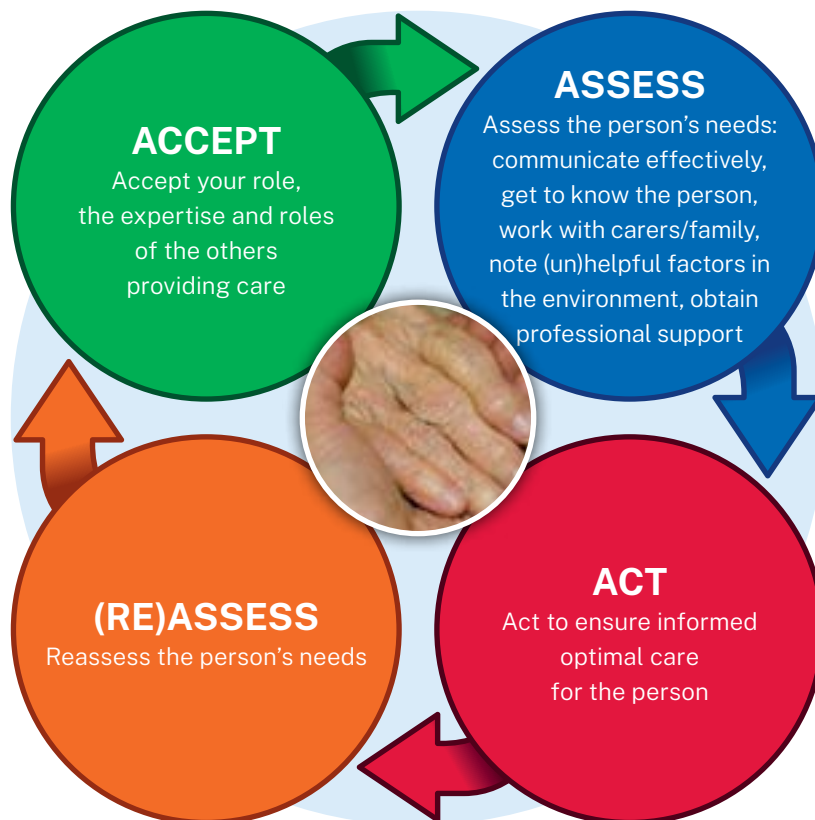 ACCEPT
Accept your role,
the expertise and roles
of the others
providing care
ASSESS
Assess the person’s needs:
communicate effectively,
get to know the person,
work with carers/family,
note (un)helpful factors in
the environment, obtain
professional support
ACT
Act to ensure informed
optimal care
for the person
(RE)ASSESS
Reassess the person’s needs